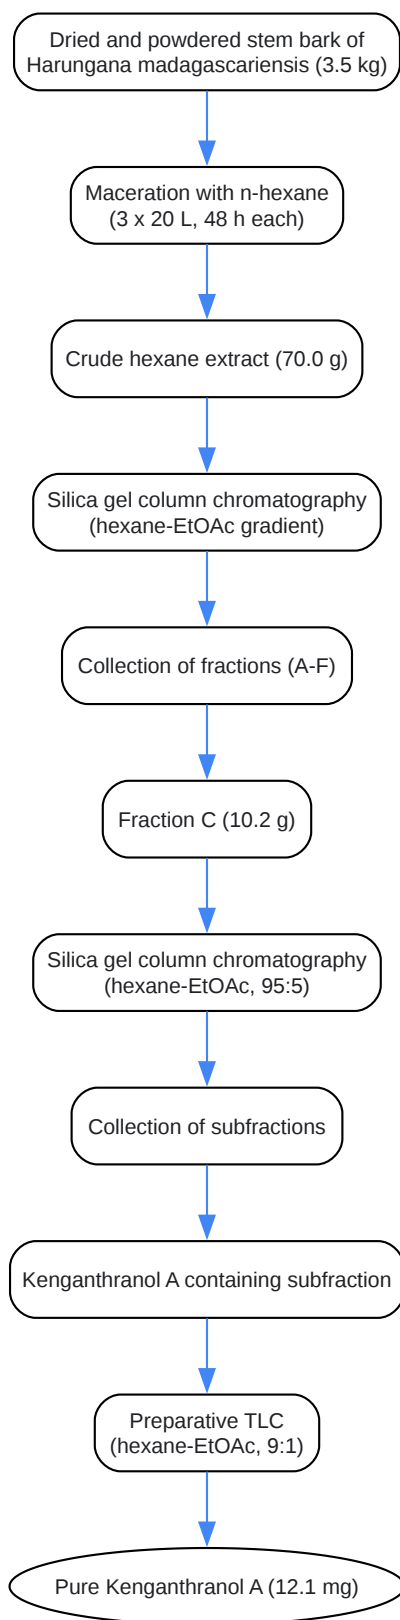 Dried and powdered stem bark of
Harungana madagascariensis (3.5 kg)
Maceration with n-hexane
(3 x 20 L, 48 h each)
Crude hexane extract (70.0 g)
Silica gel column chromatography
(hexane-EtOAc gradient)
Collection of fractions (A-F)
Fraction C (10.2 g)
Silica gel column chromatography
(hexane-EtOAc, 95:5)
Collection of subfractions
Kenganthranol A containing subfraction
Preparative TLC
(hexane-EtOAc, 9:1)
Pure Kenganthranol A (12.1 mg)